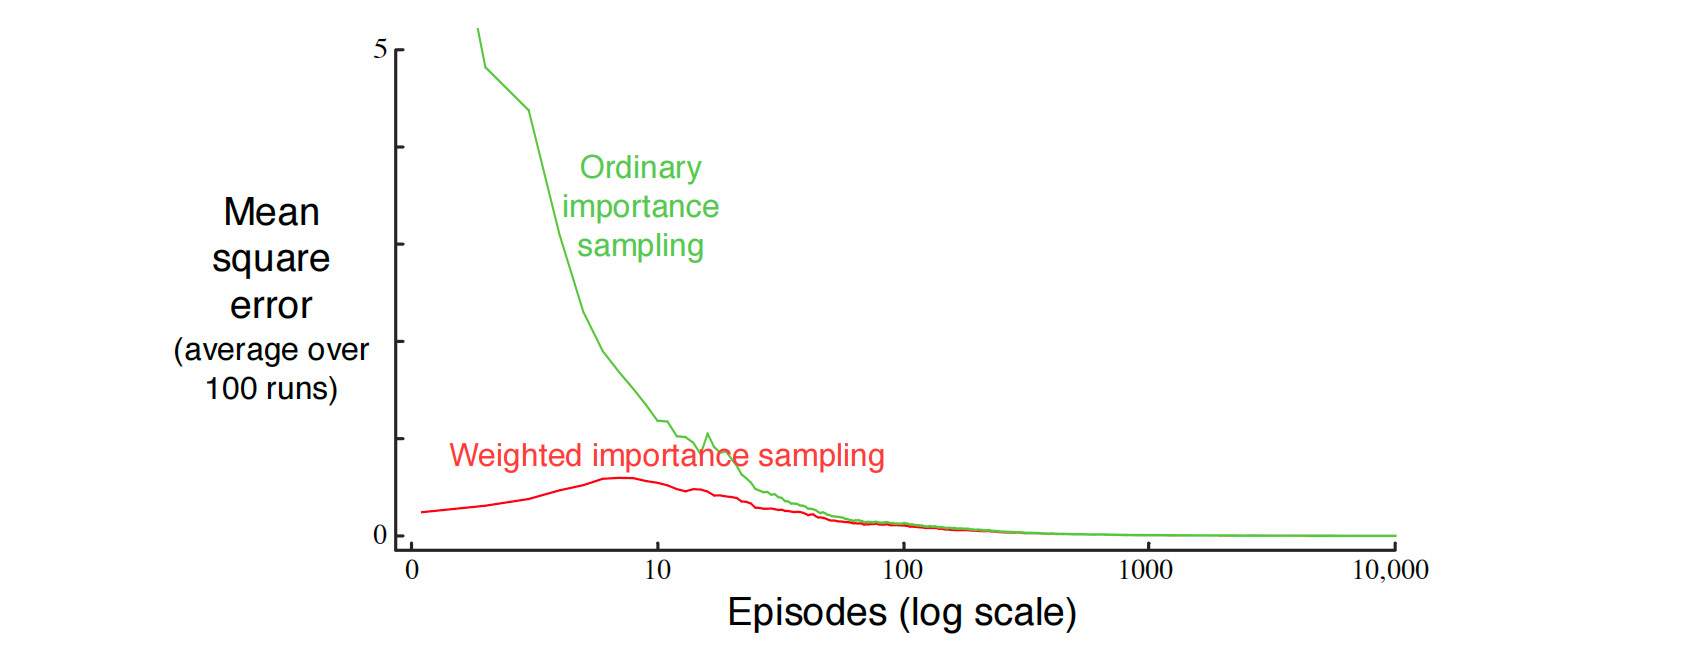 5
Ordinary
importance
sampling
Mean
square
error
(average over
100 runs)
Weighted importance sampling
0
0 10 100 1000 10,000
Episodes (log scale)